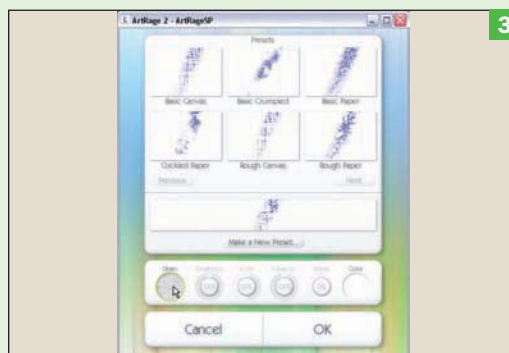 3
ArtRage 2 - ArtRageSP
Presets
Basic Canvas Basic Crumpled Basic Paper
Cockled Paper Rough Canvas Rough Paper
Previous... Next...
Make a New Preset...
Grain Color
Cancel OK